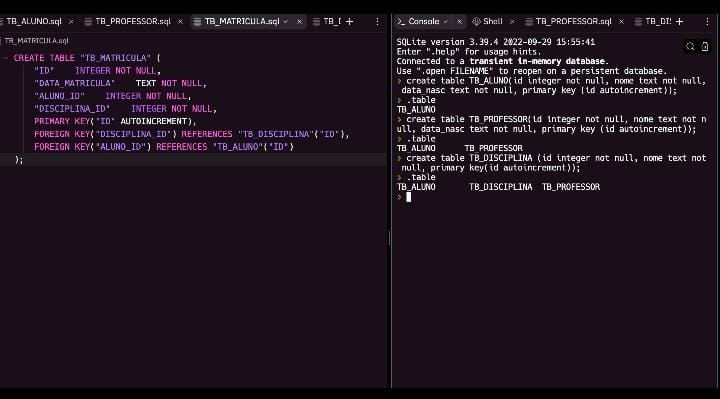 TB_ALUNO.sql
TB_PROFESSOR.sql
TB_MATRICULA.sql
TB_MATRICULA.sql
CREATE TABLE "TB_MATRICULA" (
"ID" INTEGER NOT NULL,
"DATA_MATRICULA" TEXT NOT NULL,
"ALUNO_ID" INTEGER NOT NULL,
"DISCIPLINA_ID" INTEGER NOT NULL,
PRIMARY KEY("ID" AUTOINCREMENT),
FOREIGN KEY("DISCIPLINA_ID") REFERENCES "TB_DISCIPLINA"("ID"),
FOREIGN KEY("ALUNO_ID") REFERENCES "TB_ALUNO"("ID")
);
Console
Shell
TB_PROFESSOR.sql
SQLite version 3.39.4 2022-09-29 15:55:41
Enter ".help" for usage hints.
Connected to a transient in-memory database.
Use ".open FILENAME" to reopen on a persistent database.
> create table TB_ALUNO(id integer not null, nome text not null,
data_nasc text not null, primary key (id autoincrement));
> .table
TB_ALUNO
> create table TB_PROFESSOR(id integer not null, nome text not n
ull, data_nasc text not null, primary key (id autoincrement));
> .table
TB_ALUNO TB_PROFESSOR
> create table TB_DISCIPLINA (id integer not null, nome text not
null, primary key(id autoincrement));
> .table
TB_ALUNO TB_DISCIPLINA TB_PROFESSOR
>